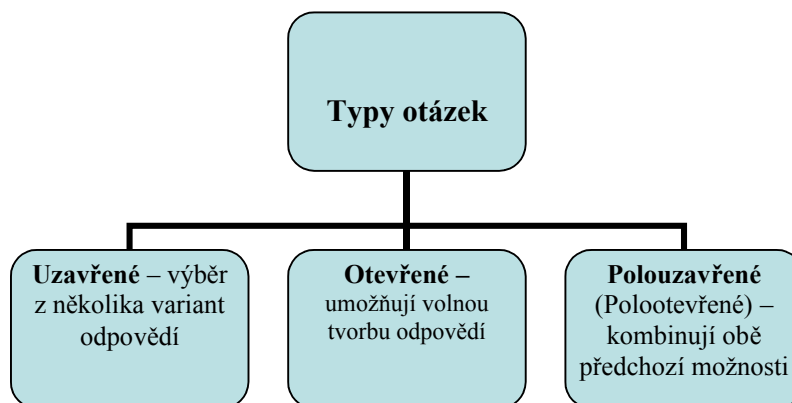 Typy otázek
Uzavřené – výběr
z několika variant
odpovědí
Otevřené –
umožňují volnou
tvorbu odpovědí
Polouzavřené
(Polootevřené) –
kombinují obě
předchozí možnosti